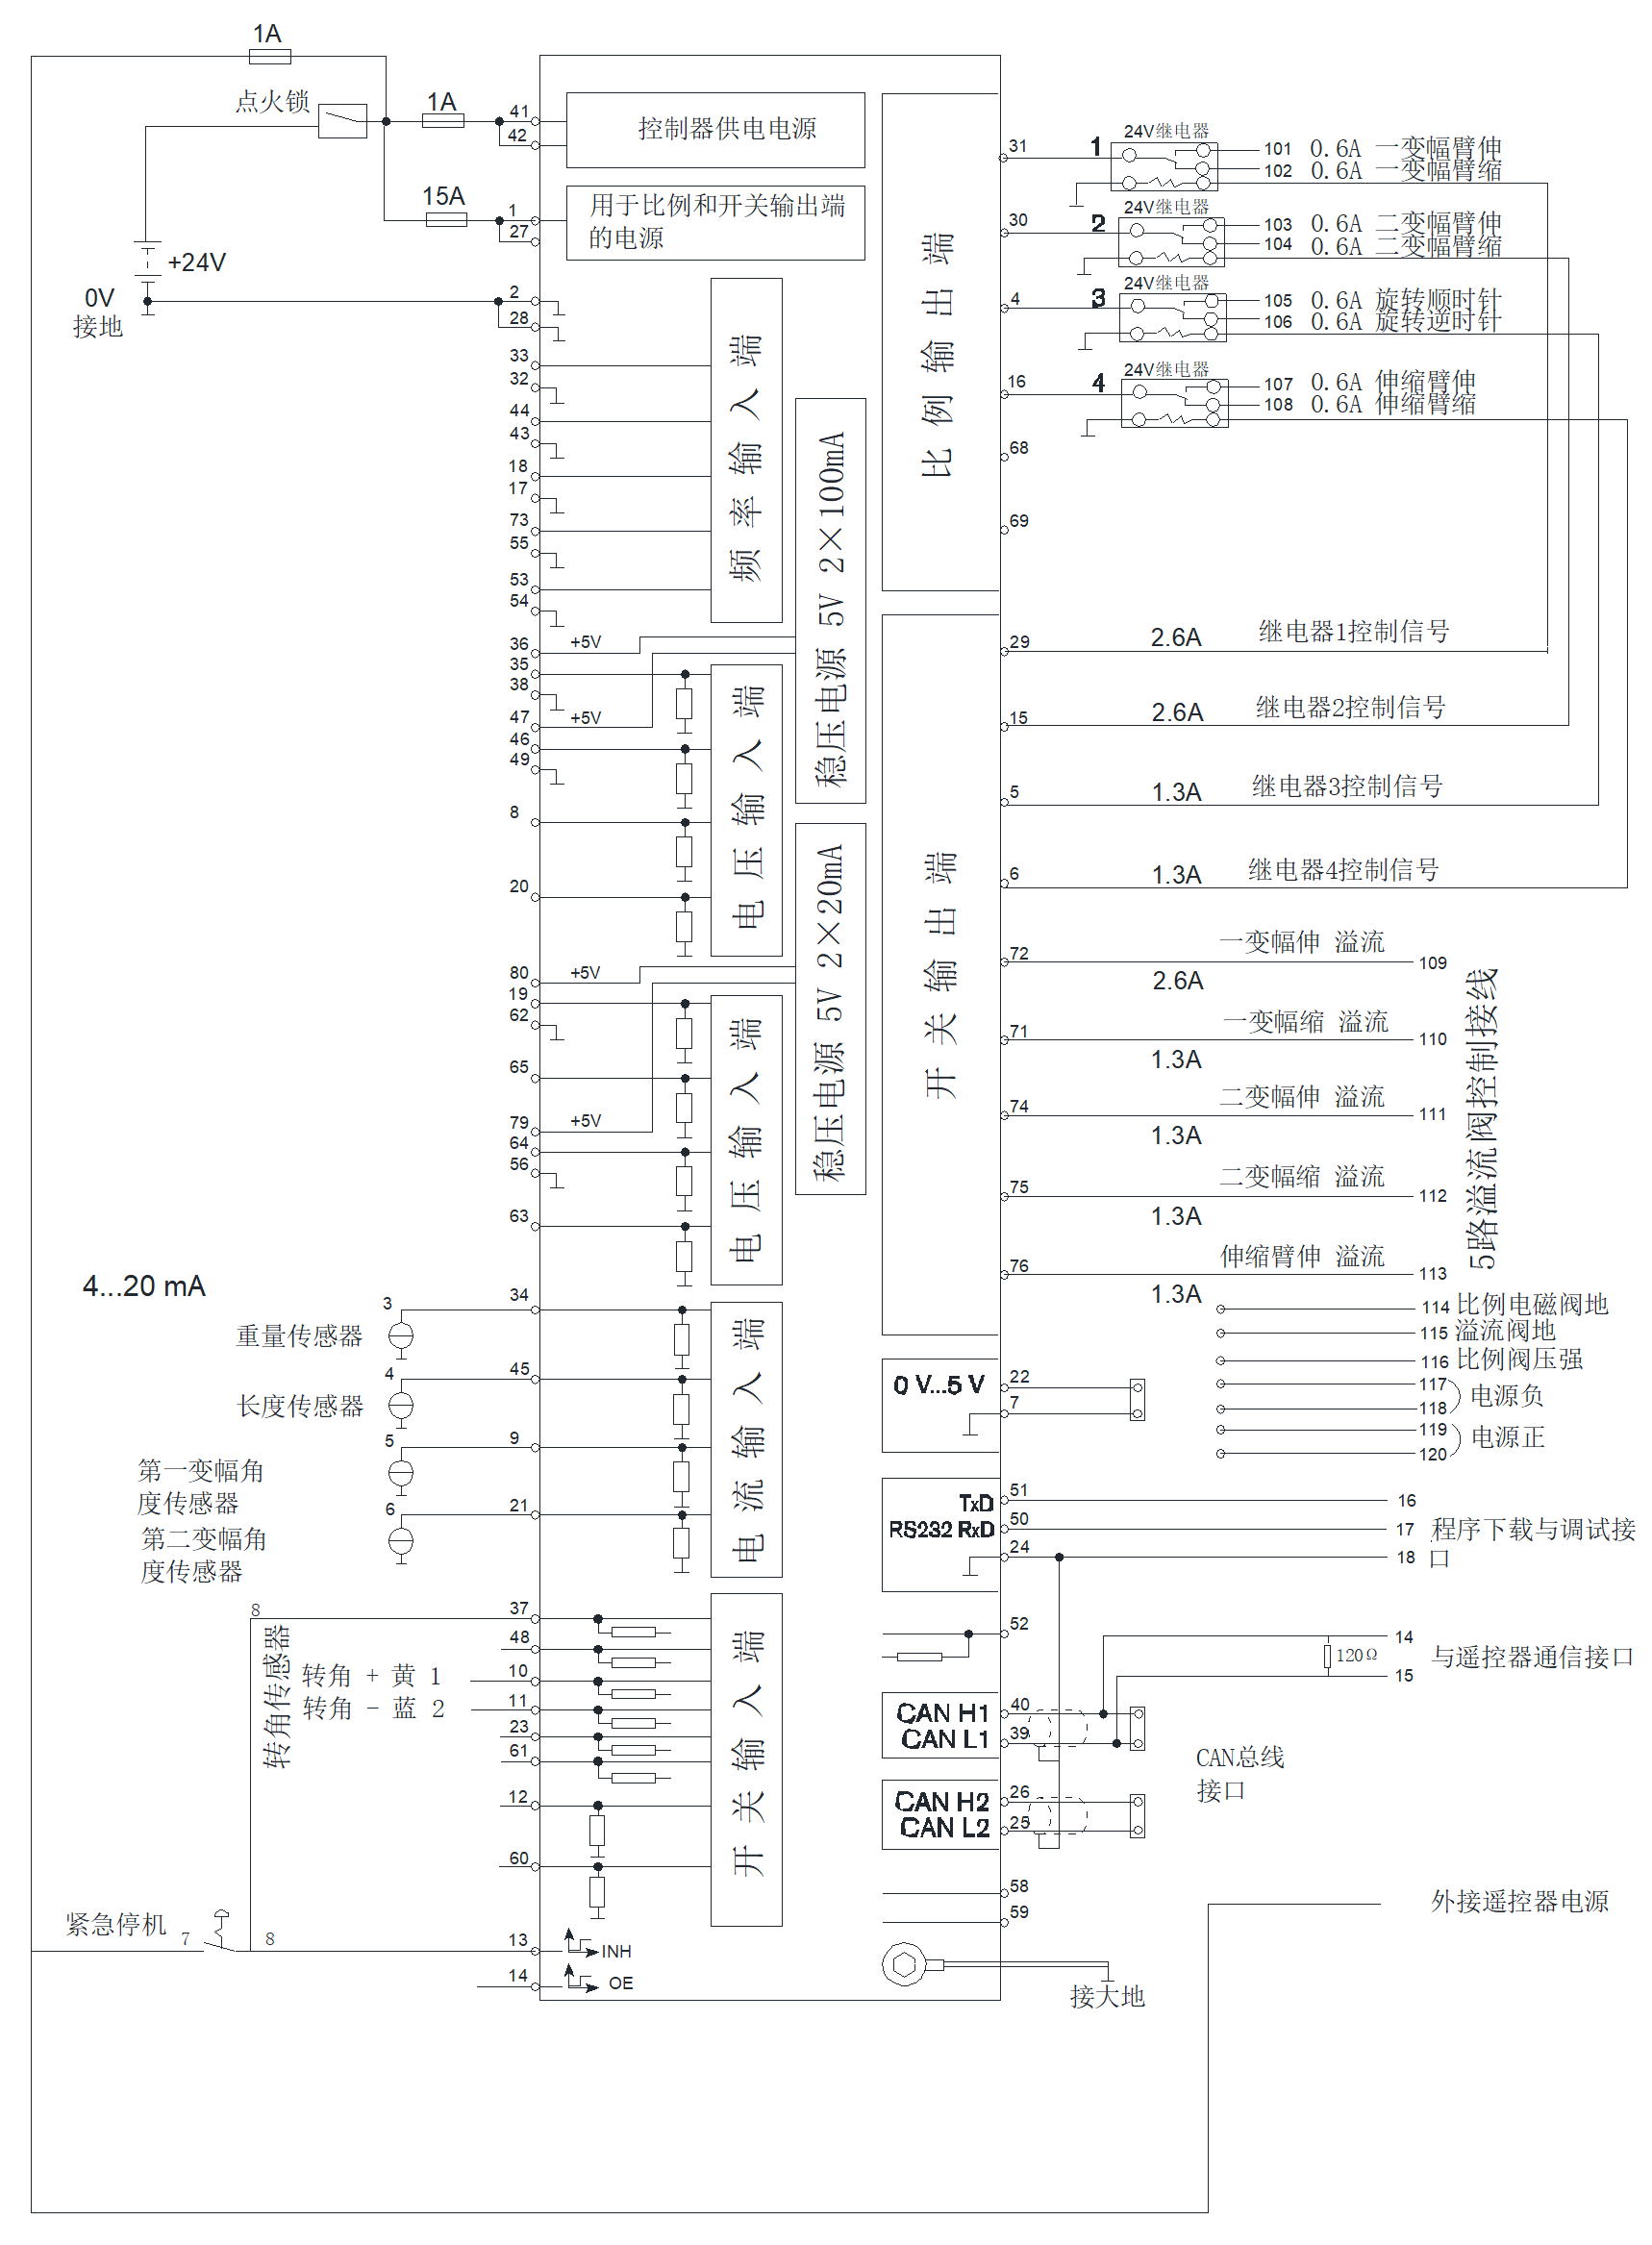 1A
点火锁
1A
41
42
控制器供电电源
15A
1
27
用于比例和开关输出端
的电源
+24V
0V
接地
2
28
33
32
44
43
18
17
73
55
53
54
频率输入端
36
+5V
35
38
47
+5V
46
49
8
20
电压输入端
稳压电源 5V 2×100mA
80
+5V
19
62
65
79
+5V
64
56
63
电压输入端
稳压电源 5V 2×20mA
4...20 mA
3
34
重量传感器
4
45
长度传感器
5
9
第一变幅角
度传感器
6
21
第二变幅角
度传感器
电流输入端
8
37
48
转角传感器
转角 + 黄 1
10
转角 - 蓝 2
11
23
61
12
60
开关输入端
紧急停机
7
8
13
INH
14
OE
比例输出端
31
1
24V继电器
101 0.6A 一变幅臂伸
102 0.6A 一变幅臂缩
30
2
24V继电器
103 0.6A 二变幅臂伸
104 0.6A 二变幅臂缩
4
3
24V继电器
105 0.6A 旋转顺时针
106 0.6A 旋转逆时针
16
4
24V继电器
107 0.6A 伸缩臂伸
108 0.6A 伸缩臂缩
68
69
开关输出端
29
2.6A
继电器1控制信号
15
2.6A
继电器2控制信号
5
1.3A
继电器3控制信号
6
1.3A
继电器4控制信号
72
一变幅伸 溢流
109
2.6A
71
一变幅缩 溢流
110
1.3A
74
二变幅伸 溢流
111
1.3A
75
二变幅缩 溢流
112
1.3A
76
伸缩臂伸 溢流
113
1.3A
5路溢流阀控制接线
114 比例电磁阀地
115 溢流阀地
116 比例阀压强
117
118
电源负
119
120
电源正
0 V...5 V
22
7
TxD
51
16
RS232 RxD
50
17
24
18
程序下载与调试接
口
52
14
120Ω
15
与遥控器通信接口
CAN H1
40
CAN L1
39
CAN总线
接口
CAN H2
26
CAN L2
25
58
59
外接遥控器电源
接大地